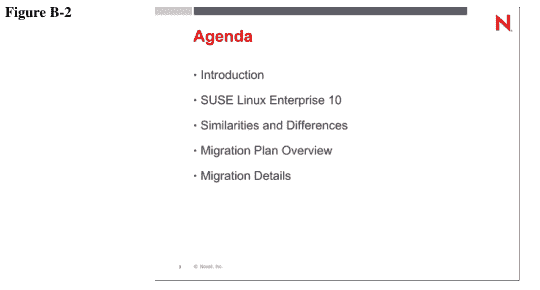 Figure B-2
Agenda
N
• Introduction
• SUSE Linux Enterprise 10
• Similarities and Differences
• Migration Plan Overview
• Migration Details
© Novell, Inc.